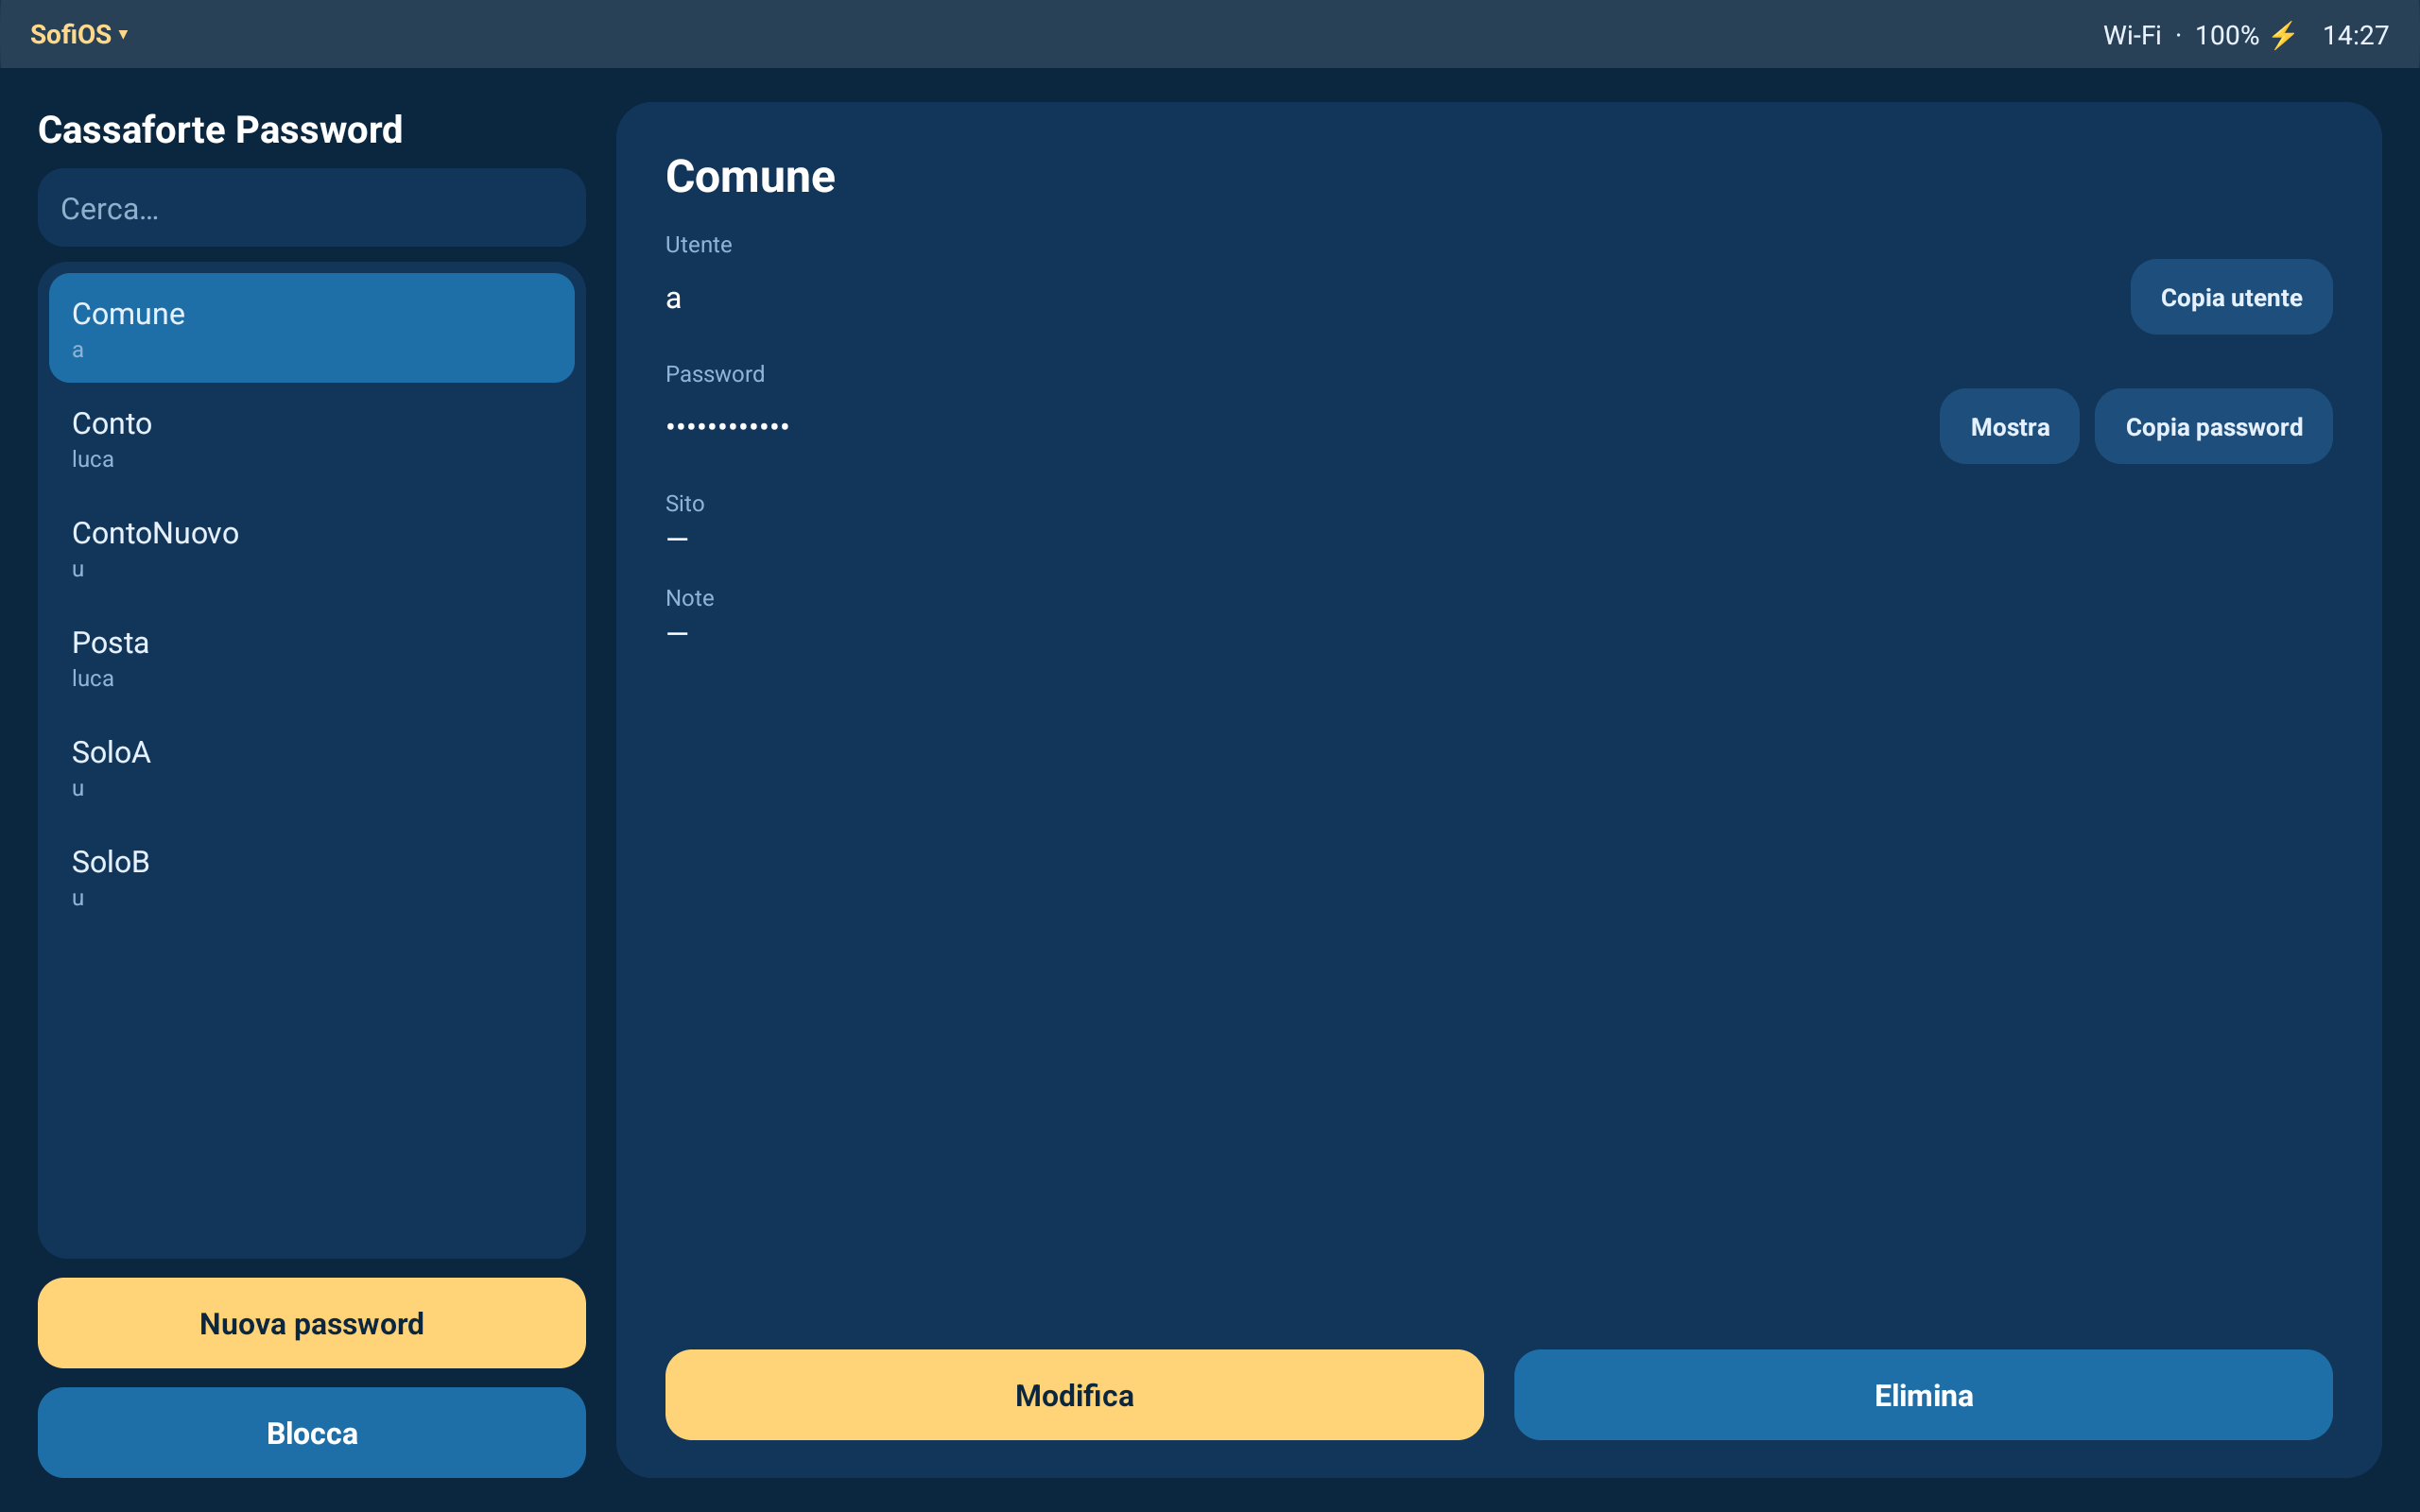 SofiOS ▾
Wi-Fi · 100% ⚡ 14:27
Cassaforte Password
Cerca...
Comune
a
Conto
luca
ContoNuovo
u
Posta
luca
SoloA
u
SoloB
u
Nuova password
Blocca
Comune
Utente
a
Copia utente
Password
••••••••••••
Mostra
Copia password
Sito
—
Note
—
Modifica
Elimina